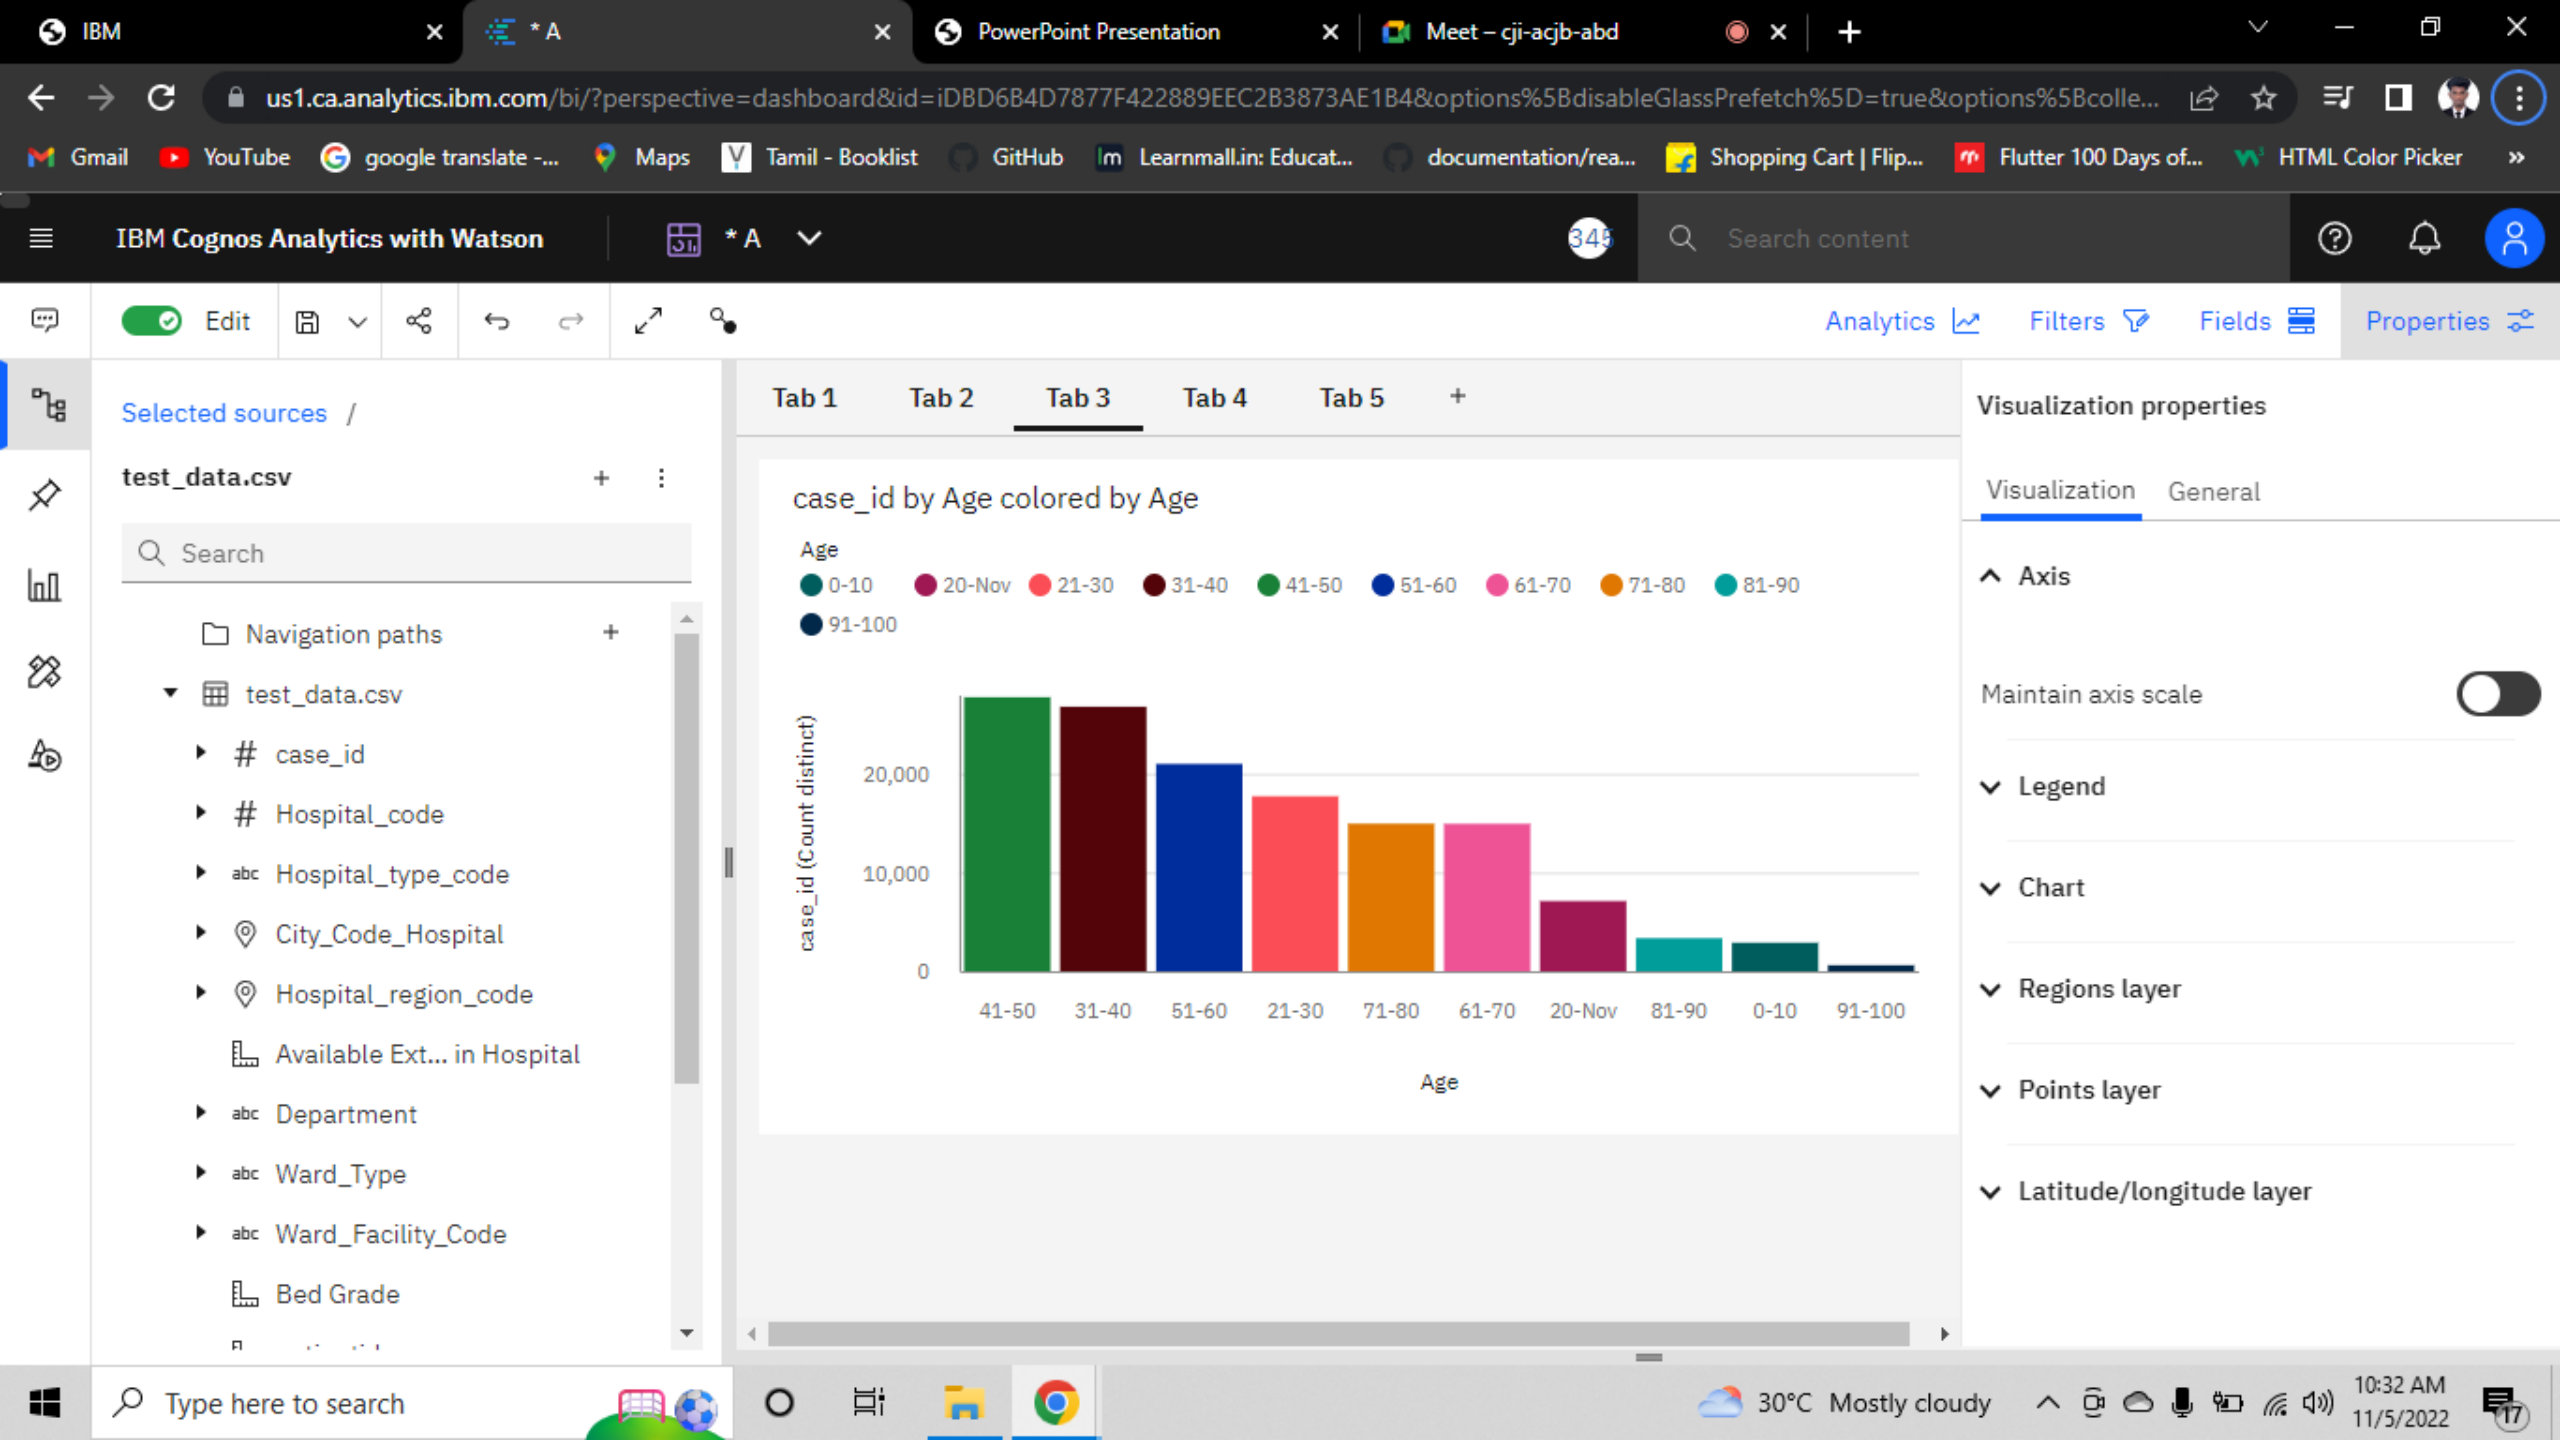 IBM
* A
PowerPoint Presentation
Meet – cji-acjb-abd
us1.ca.analytics.ibm.com/bi/?perspective=dashboard&id=iDBD6B4D7877F422889EEC2B3873AE1B4&options%5BdisableGlassPrefetch%5D=true&options%5Bcolle...
Gmail
YouTube
google translate -...
Maps
Tamil - Booklist
GitHub
Learnmall.in: Educat...
documentation/rea...
Shopping Cart | Flip...
Flutter 100 Days of...
HTML Color Picker
»
IBM Cognos Analytics with Watson
* A
345
Search content
Edit
Analytics
Filters
Fields
Properties
Selected sources /
test_data.csv
Search
Navigation paths
test_data.csv
case_id
Hospital_code
abc Hospital_type_code
City_Code_Hospital
Hospital_region_code
Available Ext... in Hospital
abc Department
abc Ward_Type
abc Ward_Facility_Code
Bed Grade
Tab 1
Tab 2
Tab 3
Tab 4
Tab 5
case_id by Age colored by Age
Age
0-10 20-Nov 21-30 31-40 41-50 51-60 61-70 71-80 81-90
91-100
case_id (Count distinct)
20,000
10,000
0
41-50 31-40 51-60 21-30 71-80 61-70 20-Nov 81-90 0-10 91-100
Age
Visualization properties
Visualization
General
Axis
Maintain axis scale
Legend
Chart
Regions layer
Points layer
Latitude/longitude layer
Type here to search
30°C Mostly cloudy
10:32 AM
11/5/2022
17